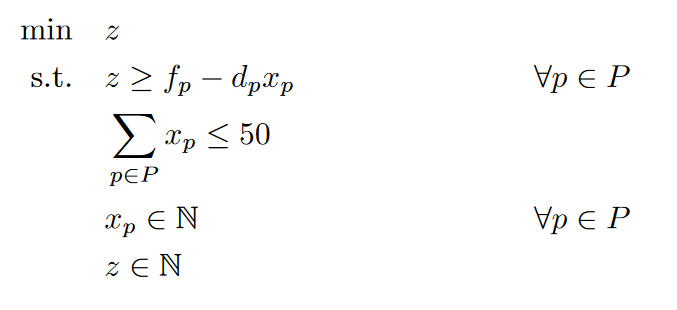 min z
s.t. z ≥ f_p − d_p x_p ∀p ∈ P
∑_{p∈P} x_p ≤ 50
x_p ∈ ℕ ∀p ∈ P
z ∈ ℕ